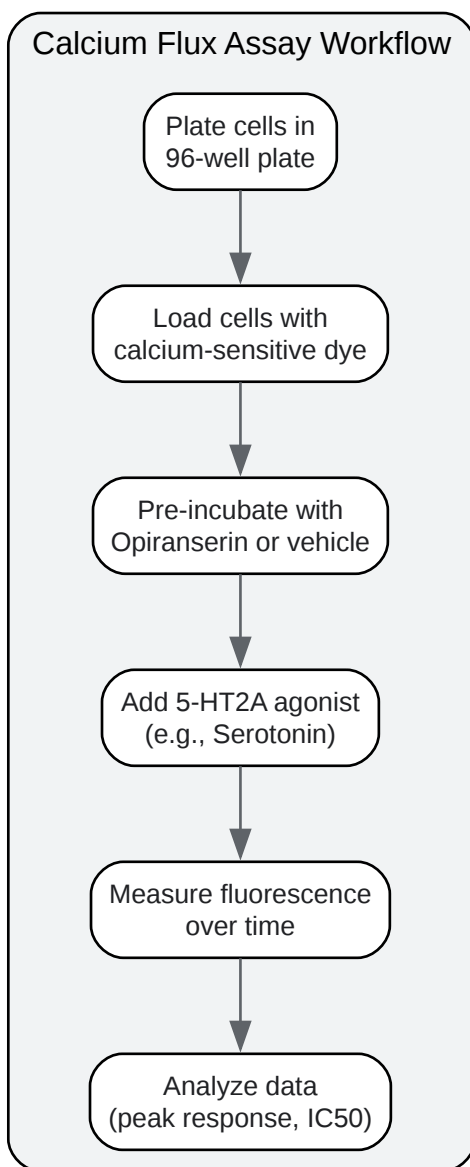 Calcium Flux Assay Workflow
Plate cells in
96-well plate
Load cells with
calcium-sensitive dye
Pre-incubate with
Opiranserin or vehicle
Add 5-HT2A agonist
(e.g., Serotonin)
Measure fluorescence
over time
Analyze data
(peak response, IC50)